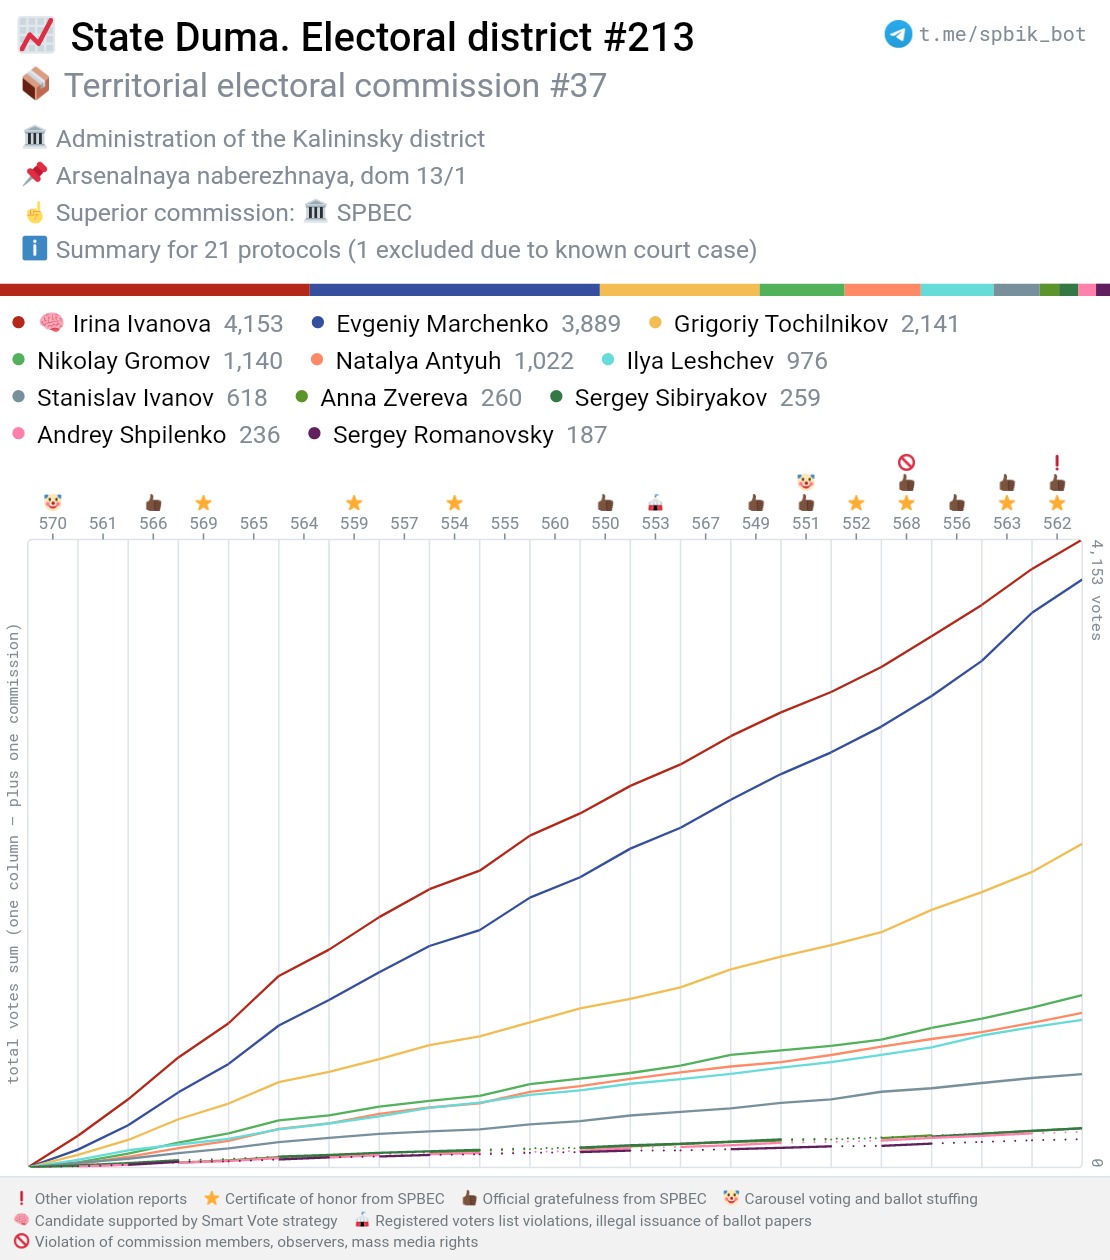 State Duma. Electoral district #213
t.me/spbik_bot
Territorial electoral commission #37
Administration of the Kalininsky district
Arsenalnaya naberezhnaya, dom 13/1
Superior commission: SPBEC
Summary for 21 protocols (1 excluded due to known court case)
Irina Ivanova 4,153 Evgeniy Marchenko 3,889 Grigoriy Tochilnikov 2,141
Nikolay Gromov 1,140 Natalya Antyuh 1,022 Ilya Leshchev 976
Stanislav Ivanov 618 Anna Zvereva 260 Sergey Sibiryakov 259
Andrey Shpilenko 236 Sergey Romanovsky 187
570 561 566 569 565 564 559 557 554 555 560 550 553 567 549 551 552 568 556 563 562
4,153 votes
total votes sum (one column – plus one commission)
0
Other violation reports Certificate of honor from SPBEC Official gratefulness from SPBEC Carousel voting and ballot stuffing
Candidate supported by Smart Vote strategy Registered voters list violations, illegal issuance of ballot papers
Violation of commission members, observers, mass media rights